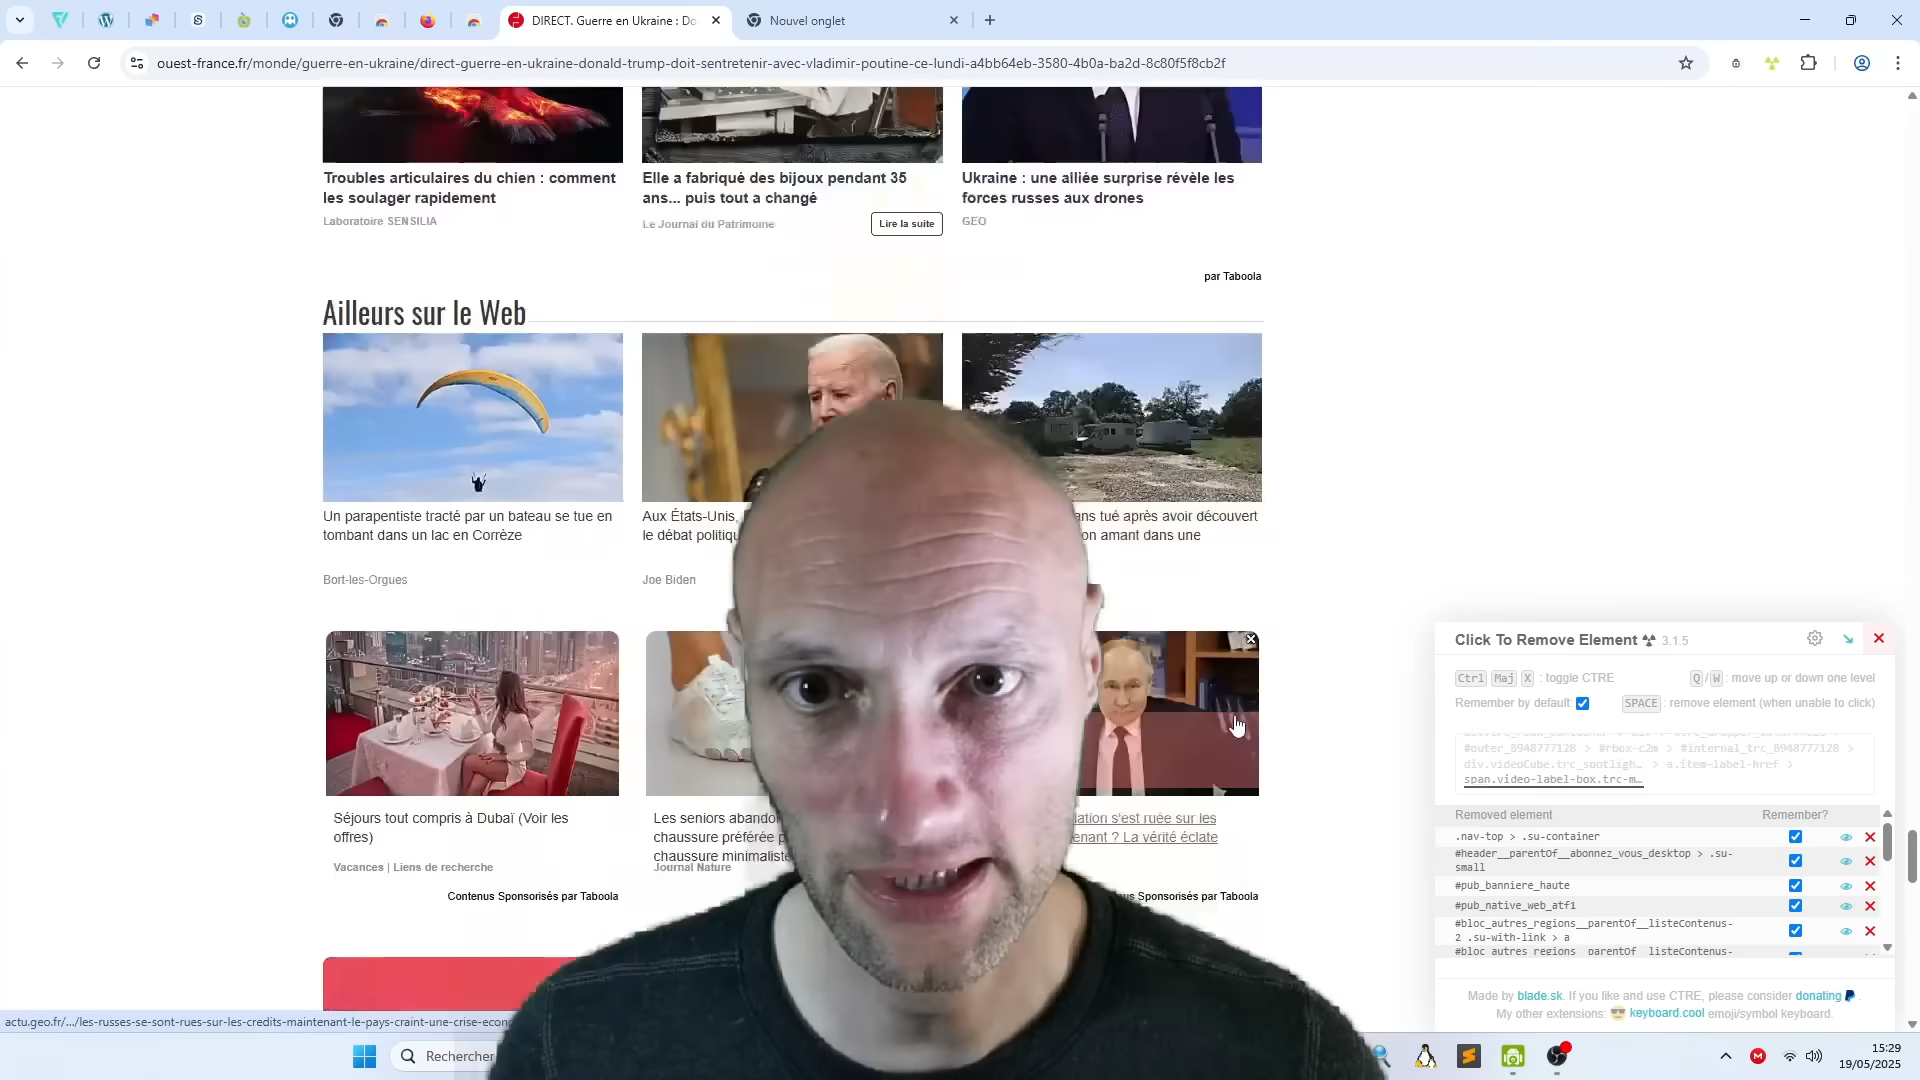 DIRECT. Guerre en Ukraine : Do
Nouvel onglet
ouest-france.fr/monde/guerre-en-ukraine/direct-guerre-en-ukraine-donald-trump-doit-sentretenir-avec-vladimir-poutine-ce-lundi-a4bb64eb-3580-4b0a-ba2d-8c80f5f8cb2f
Troubles articulaires du chien : comment
les soulager rapidement
Laboratoire SENSILIA
Elle a fabriqué des bijoux pendant 35
ans... puis tout a changé
Le Journal du Patrimoine
Lire la suite
Ukraine : une alliée surprise révèle les
forces russes aux drones
GEO
par Taboola
Ailleurs sur le Web
Un parapentiste tracté par un bateau se tue en
tombant dans un lac en Corrèze
Bort-les-Orgues
Aux États-Unis,
le débat politiqu
Joe Biden
ans tué après avoir découvert
on amant dans une
Séjours tout compris à Dubaï (Voir les
offres)
Vacances | Liens de recherche
Contenus Sponsorisés par Taboola
Les seniors abando
chaussure préférée p
chaussure minimaliste
Journal Nature
lation s'est ruée sur les
enant ? La vérité éclate
us Sponsorisés par Taboola
Click To Remove Element 3.1.5
Ctrl Maj X : toggle CTRE
Q / W : move up or down one level
Remember by default:
SPACE : remove element (when unable to click)
#outer_8948777128 > #rbox-c2m > #internal_trc_8948777128 >
div.videoCube.trc_spotligh… > a.item-label-href >
span.video-label-box.trc-m…
Removed element
Remember?
.nav-top > .su-container
#header__parentOf__abonnez_vous_desktop > .su-
small
#pub_banniere_haute
#pub_native_web_atf1
#bloc_autres_regions__parentOf__listeContenus-
2 .su-with-link > a
#bloc_autres_regions__parentOf__listeContenus-
Made by blade.sk. If you like and use CTRE, please consider donating .
My other extensions: keyboard.cool emoji/symbol keyboard.
actu.geo.fr/.../les-russes-se-sont-rues-sur-les-credits-maintenant-le-pays-craint-une-crise-econ
Rechercher
15:29
19/05/2025